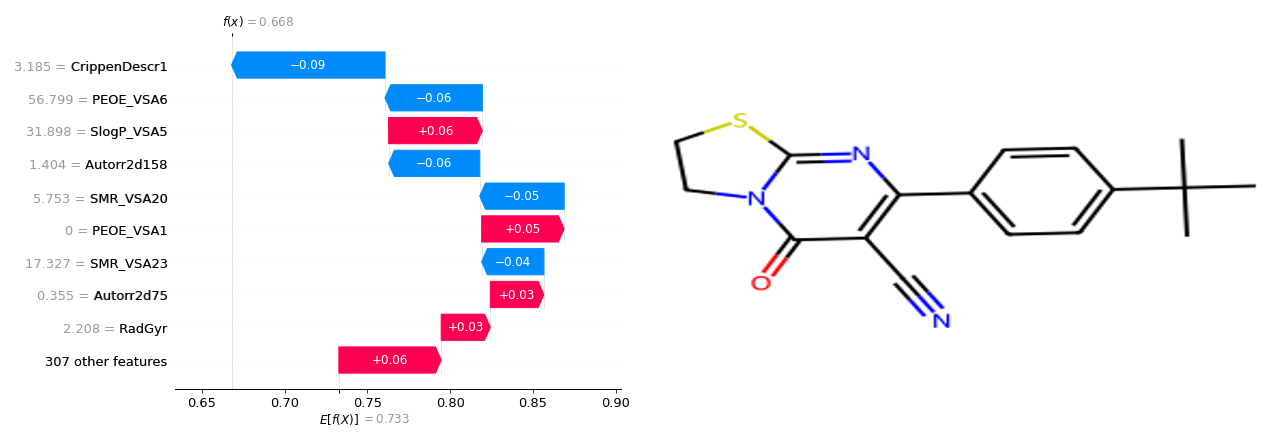 f(x) = 0.668
3.185 = CrippenDescr1
−0.09
56.799 = PEOE_VSA6
−0.06
31.898 = SlogP_VSA5
+0.06
1.404 = Autorr2d158
−0.06
5.753 = SMR_VSA20
−0.05
0 = PEOE_VSA1
+0.05
17.327 = SMR_VSA23
−0.04
0.355 = Autorr2d75
+0.03
2.208 = RadGyr
+0.03
307 other features
+0.06
0.65 0.70 0.75 0.80 0.85 0.90
E[f(X)] = 0.733
S
N
N
O
N